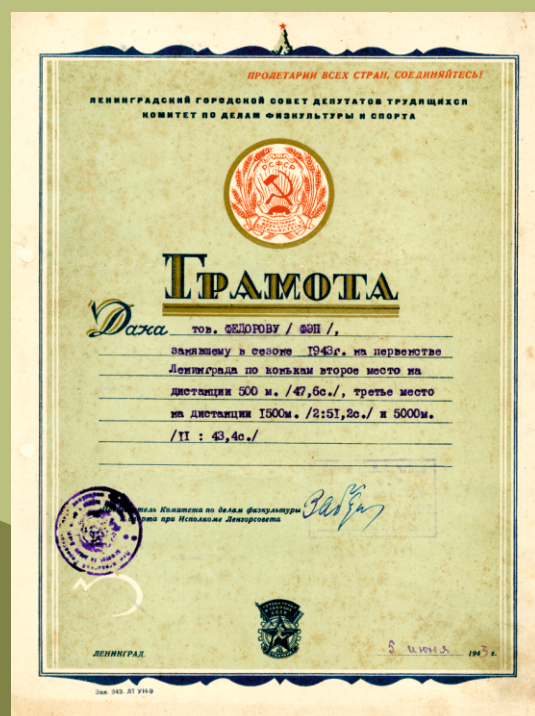 ПРОЛЕТАРИИ ВСЕХ СТРАН, СОЕДИНЯЙТЕСЬ!
ЛЕНИНГРАДСКИЙ ГОРОДСКОЙ СОВЕТ ДЕПУТАТОВ ТРУДЯЩИХСЯ
КОМИТЕТ ПО ДЕЛАМ ФИЗКУЛЬТУРЫ И СПОРТА
РСФСР
ГРАМОТА
Дана тов. ФЕДОРОВУ / ФЗН /,
занявшему в сезоне 1943г. на первенстве
Ленинграда по конькам второе место на
дистанции 500 м. /47,6с./, третье место
на дистанции 1500м. /2:51,2с./ и 5000м.
/II : 43,4с./
Комитета по делам физкультуры
спорта при Исполкоме Ленгорсовета
ЛЕНИНГРАД.
5 июня 1943 г.
Зак. 343. ЛТ УН-9